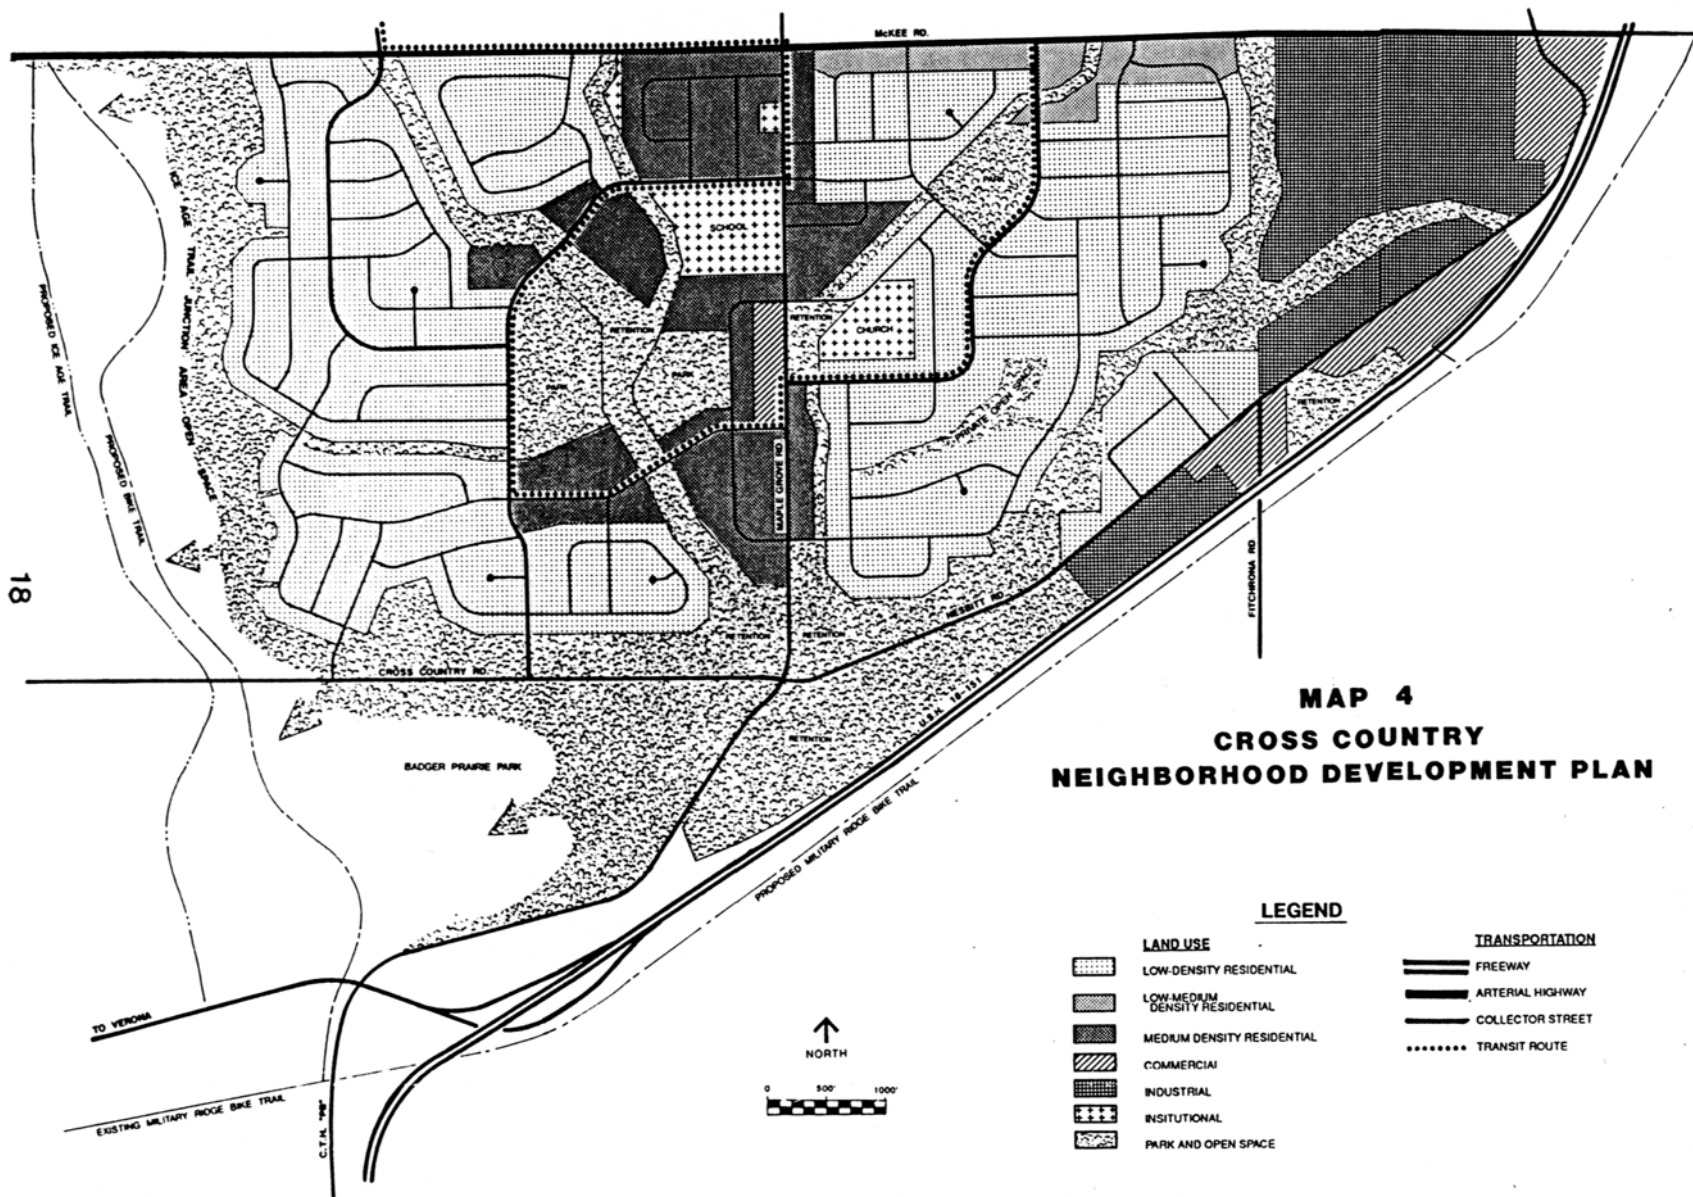 McKEE RD.
ICE AGE TRAIL JUNCTION AREA OPEN SPACE
PROPOSED ICE AGE TRAIL
PROPOSED BIKE TRAIL
SCHOOL
PARK
RETENTION
RETENTION
CHURCH
PARK
PARK
PRIVATE OPEN SPACE
RETENTION
MAPLE GROVE RD
FITCHRONA RD
NESBITT RD
RETENTION
RETENTION
CROSS COUNTRY RD.
U.S.H. 18-151
RETENTION
BADGER PRAIRIE PARK
PROPOSED MILITARY RIDGE BIKE TRAIL
18
MAP 4
CROSS COUNTRY
NEIGHBORHOOD DEVELOPMENT PLAN
TO VERONA
EXISTING MILITARY RIDGE BIKE TRAIL
C.T.H. "PB"
NORTH
0 500' 1000'
LEGEND
LAND USE
LOW-DENSITY RESIDENTIAL
LOW-MEDIUM
DENSITY RESIDENTIAL
MEDIUM DENSITY RESIDENTIAL
COMMERCIAL
INDUSTRIAL
INSITUTIONAL
PARK AND OPEN SPACE
TRANSPORTATION
FREEWAY
ARTERIAL HIGHWAY
COLLECTOR STREET
TRANSIT ROUTE